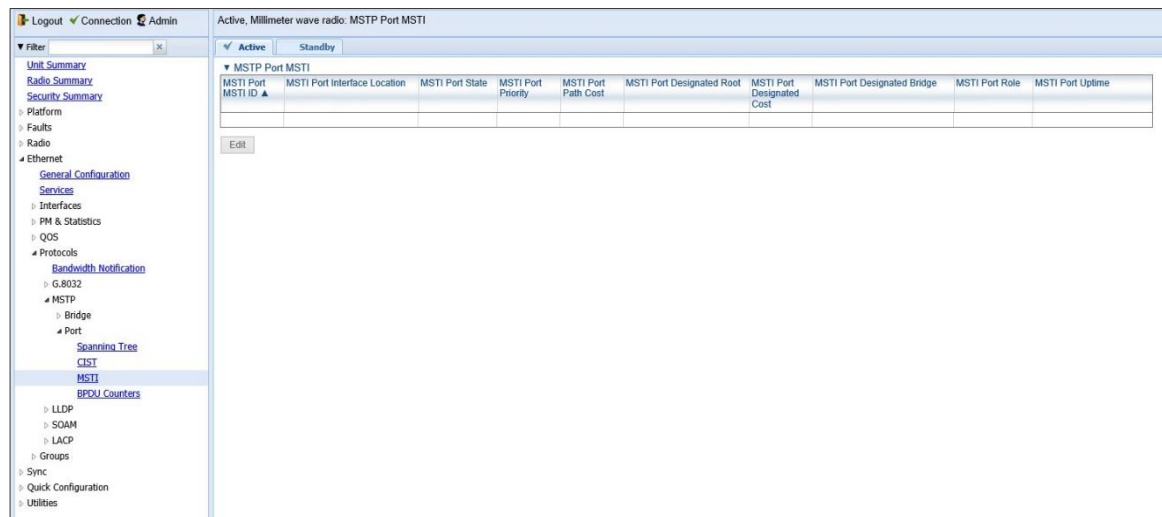 Logout Connection Admin
Active, Millimeter wave radio: MSTP Port MSTI
Filter
Active Standby
Unit Summary
Radio Summary
Security Summary
Platform
Faults
Radio
Ethernet
General Configuration
Services
Interfaces
PM & Statistics
QOS
Protocols
Bandwidth Notification
G.8032
MSTP
Bridge
Port
Spanning Tree
CIST
MSTI
BPDU Counters
LLDP
SOAM
LACP
Groups
Sync
Quick Configuration
Utilities
MSTP Port MSTI
MSTI Port MSTI ID ▲
MSTI Port Interface Location
MSTI Port State
MSTI Port Priority
MSTI Port Path Cost
MSTI Port Designated Root
MSTI Port Designated Cost
MSTI Port Designated Bridge
MSTI Port Role
MSTI Port Uptime
Edit